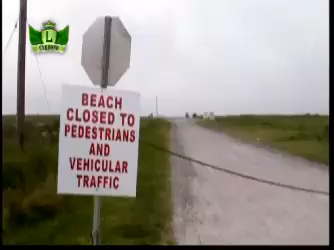 L
BEACH
CLOSED TO
PEDESTRIANS
AND
VEHICULAR
TRAFFIC